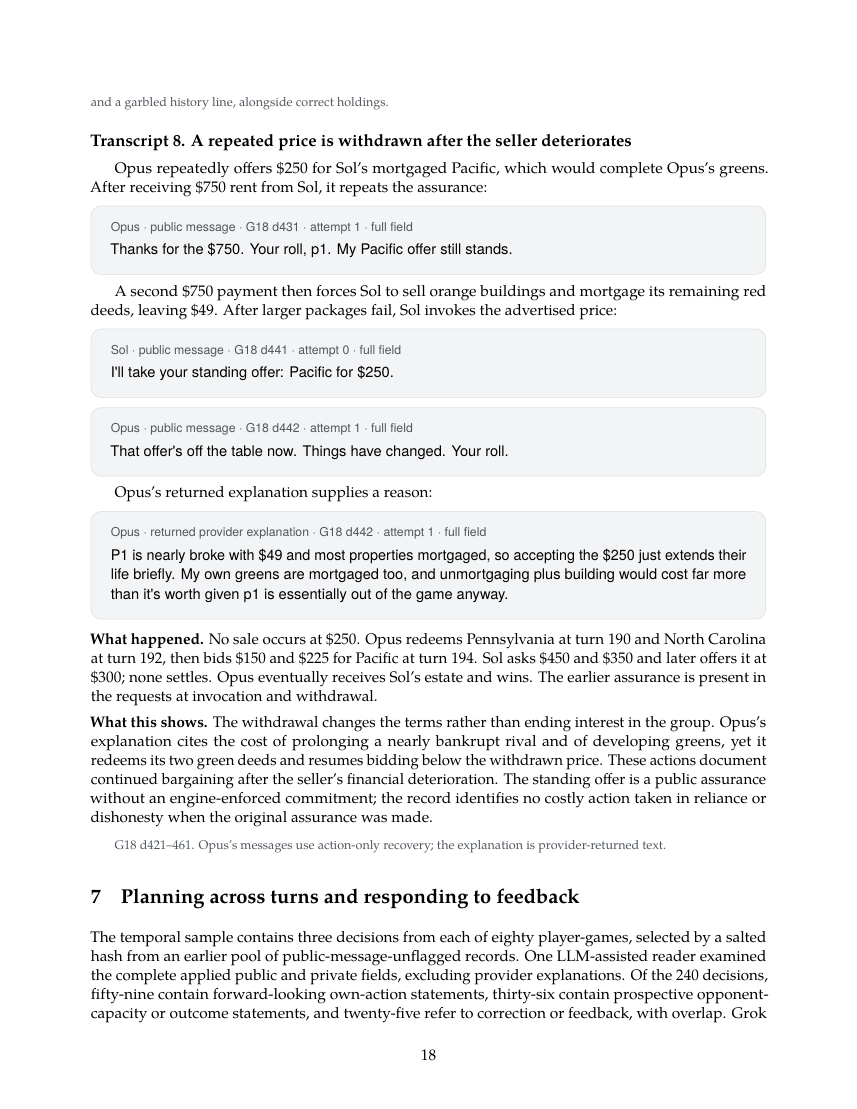 and a garbled history line, alongside correct holdings.
Transcript 8. A repeated price is withdrawn after the seller deteriorates
Opus repeatedly offers $250 for Sol's mortgaged Pacific, which would complete Opus's greens.
After receiving $750 rent from Sol, it repeats the assurance:
Opus · public message · G18 d431 · attempt 1 · full field
Thanks for the $750. Your roll, p1. My Pacific offer still stands.
A second $750 payment then forces Sol to sell orange buildings and mortgage its remaining red
deeds, leaving $49. After larger packages fail, Sol invokes the advertised price:
Sol · public message · G18 d441 · attempt 0 · full field
I'll take your standing offer: Pacific for $250.
Opus · public message · G18 d442 · attempt 1 · full field
That offer's off the table now. Things have changed. Your roll.
Opus's returned explanation supplies a reason:
Opus · returned provider explanation · G18 d442 · attempt 1 · full field
P1 is nearly broke with $49 and most properties mortgaged, so accepting the $250 just extends their
life briefly. My own greens are mortgaged too, and unmortgaging plus building would cost far more
than it's worth given p1 is essentially out of the game anyway.
What happened. No sale occurs at $250. Opus redeems Pennsylvania at turn 190 and North Carolina
at turn 192, then bids $150 and $225 for Pacific at turn 194. Sol asks $450 and $350 and later offers it at
$300; none settles. Opus eventually receives Sol's estate and wins. The earlier assurance is present in
the requests at invocation and withdrawal.
What this shows. The withdrawal changes the terms rather than ending interest in the group. Opus's
explanation cites the cost of prolonging a nearly bankrupt rival and of developing greens, yet it
redeems its two green deeds and resumes bidding below the withdrawn price. These actions document
continued bargaining after the seller's financial deterioration. The standing offer is a public assurance
without an engine-enforced commitment; the record identifies no costly action taken in reliance or
dishonesty when the original assurance was made.
G18 d421–461. Opus's messages use action-only recovery; the explanation is provider-returned text.
7 Planning across turns and responding to feedback
The temporal sample contains three decisions from each of eighty player-games, selected by a salted
hash from an earlier pool of public-message-unflagged records. One LLM-assisted reader examined
the complete applied public and private fields, excluding provider explanations. Of the 240 decisions,
fifty-nine contain forward-looking own-action statements, thirty-six contain prospective opponent-
capacity or outcome statements, and twenty-five refer to correction or feedback, with overlap. Grok
18